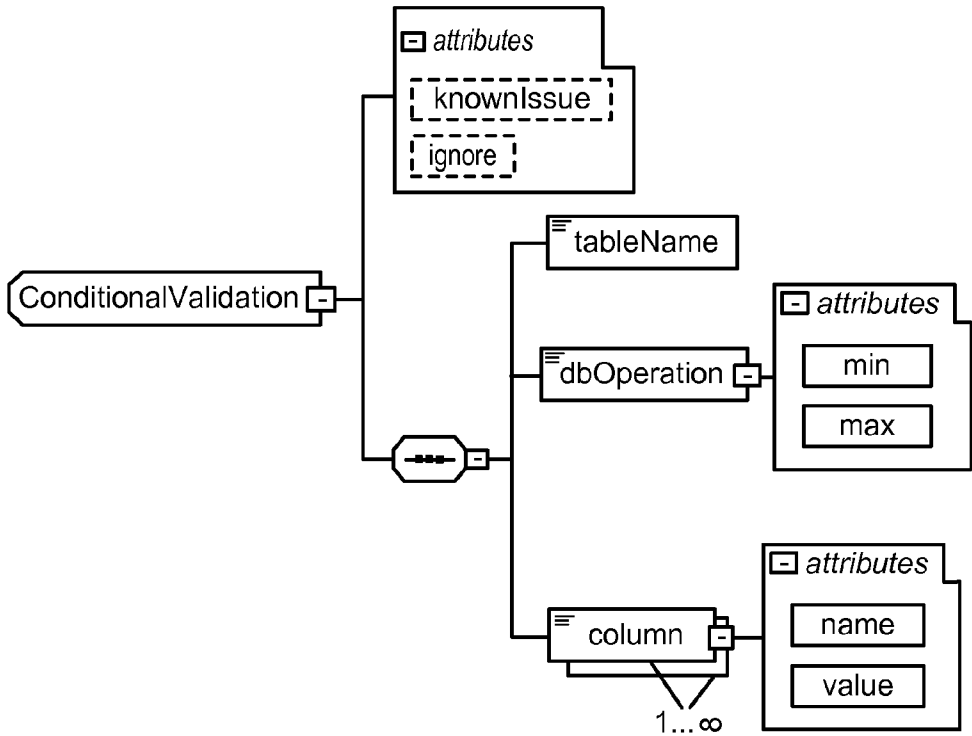 attributes
knownIssue
ignore
tableName
ConditionalValidation
attributes
dbOperation
min
max
attributes
column
name
value
1...∞